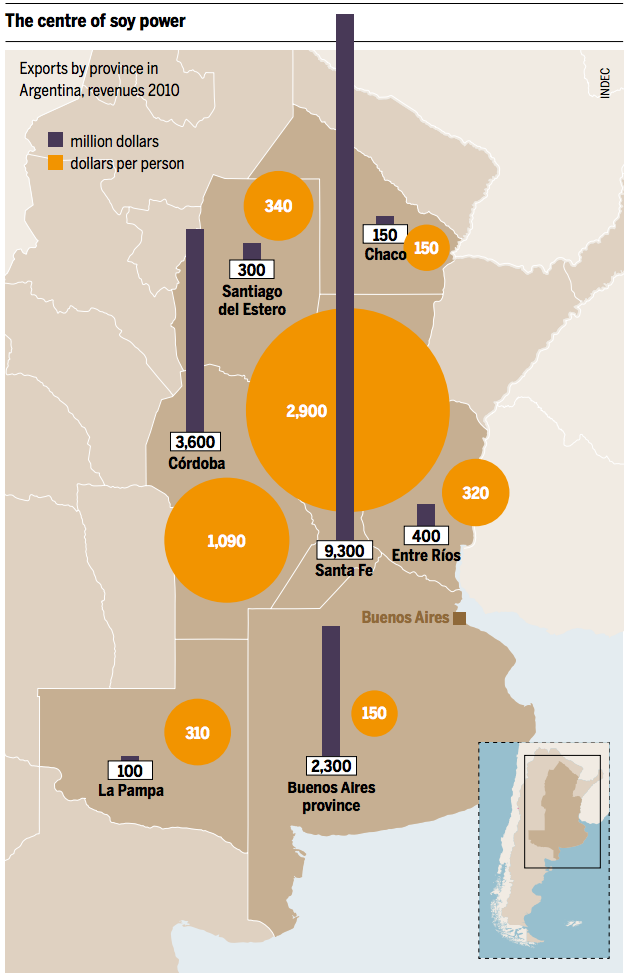 The centre of soy power
Exports by province in
Argentina, revenues 2010
INDEC
million dollars
dollars per person
340
300
Santiago
del Estero
150
Chaco
150
3,600
Córdoba
2,900
320
400
Entre Ríos
1,090
9,300
Santa Fe
Buenos Aires
310
100
La Pampa
150
2,300
Buenos Aires
province